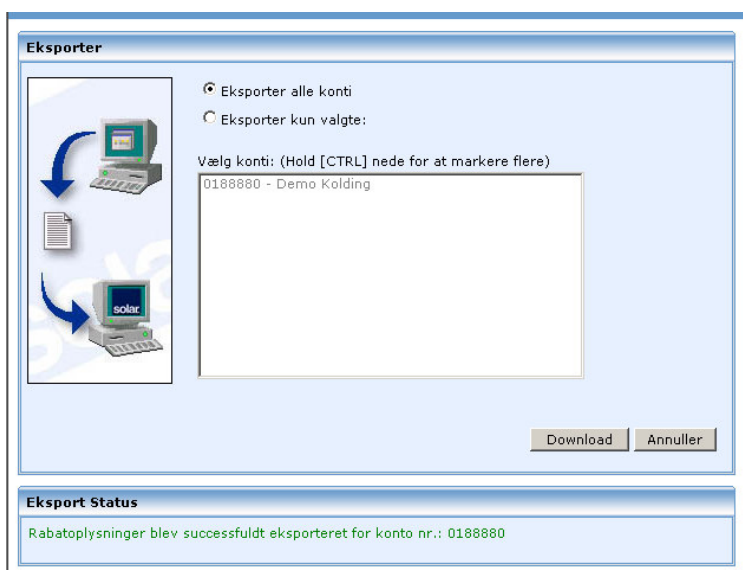 Eksporter
Eksporter alle konti
Eksporter kun valgte:
Vælg konti: (Hold [CTRL] nede for at markere flere)
0188880 - Demo Kolding
solar
Download
Annuller
Eksport Status
Rabatoplysninger blev successfuldt eksporteret for konto nr.: 0188880